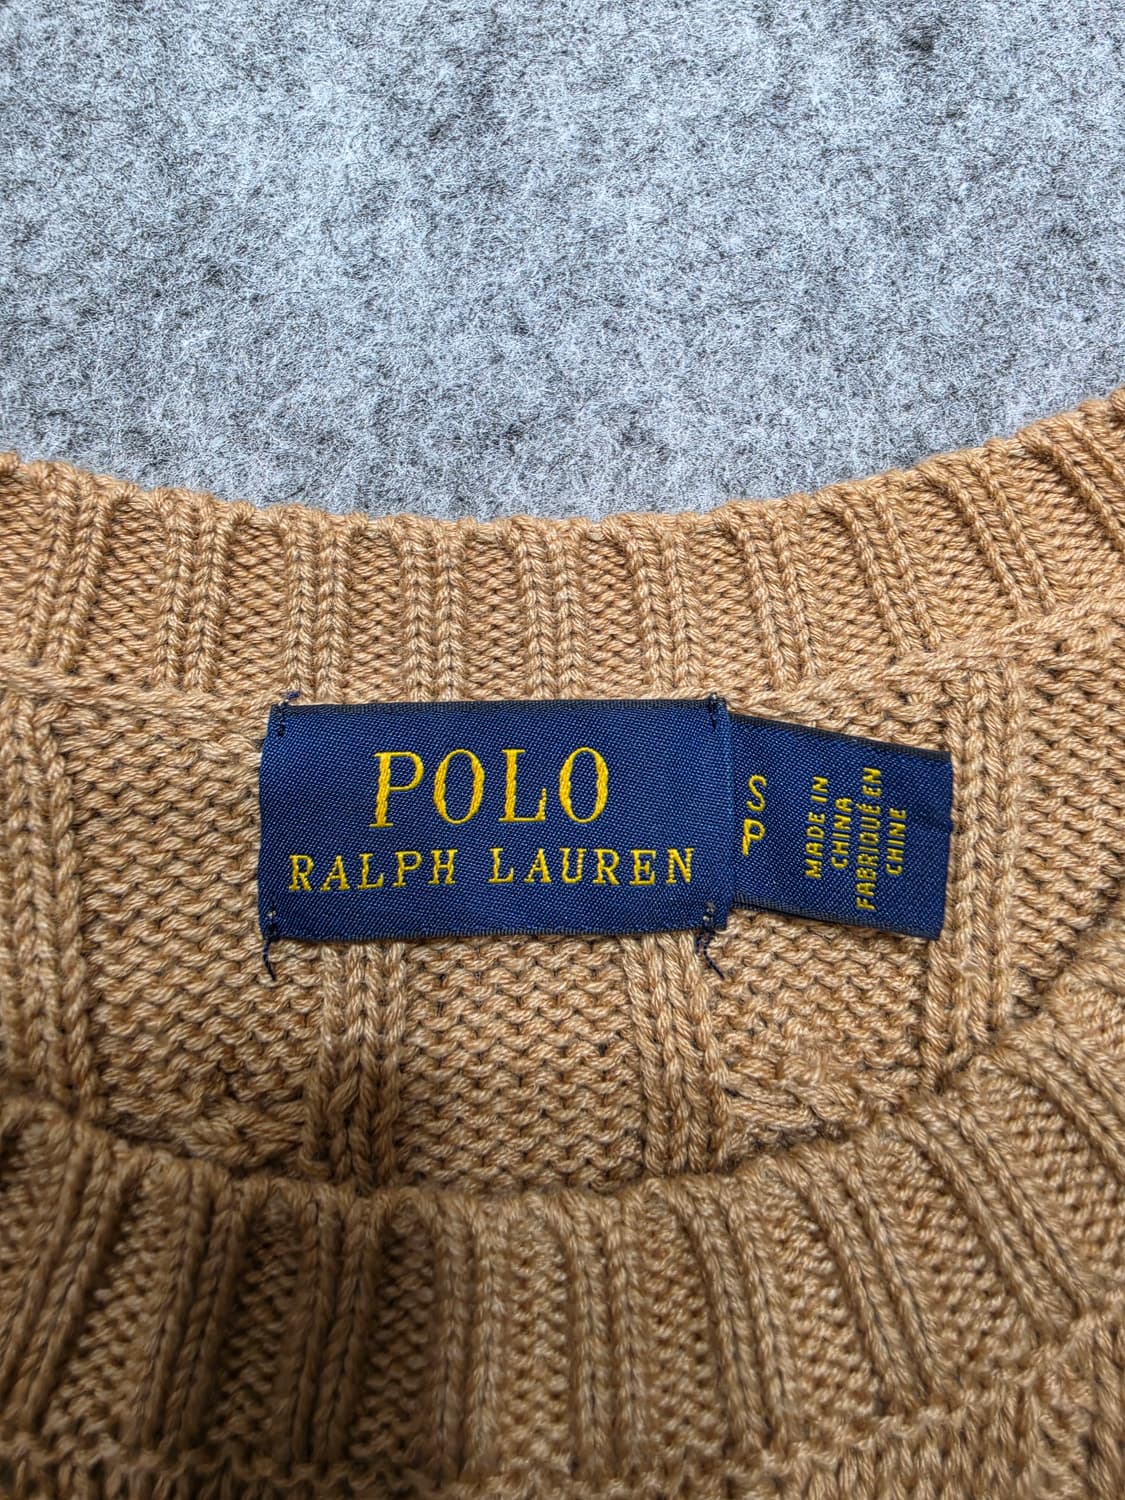 POLO
RALPH LAUREN
S
P
MADE IN
CHINA
FABRIQUÉ EN
CHINE